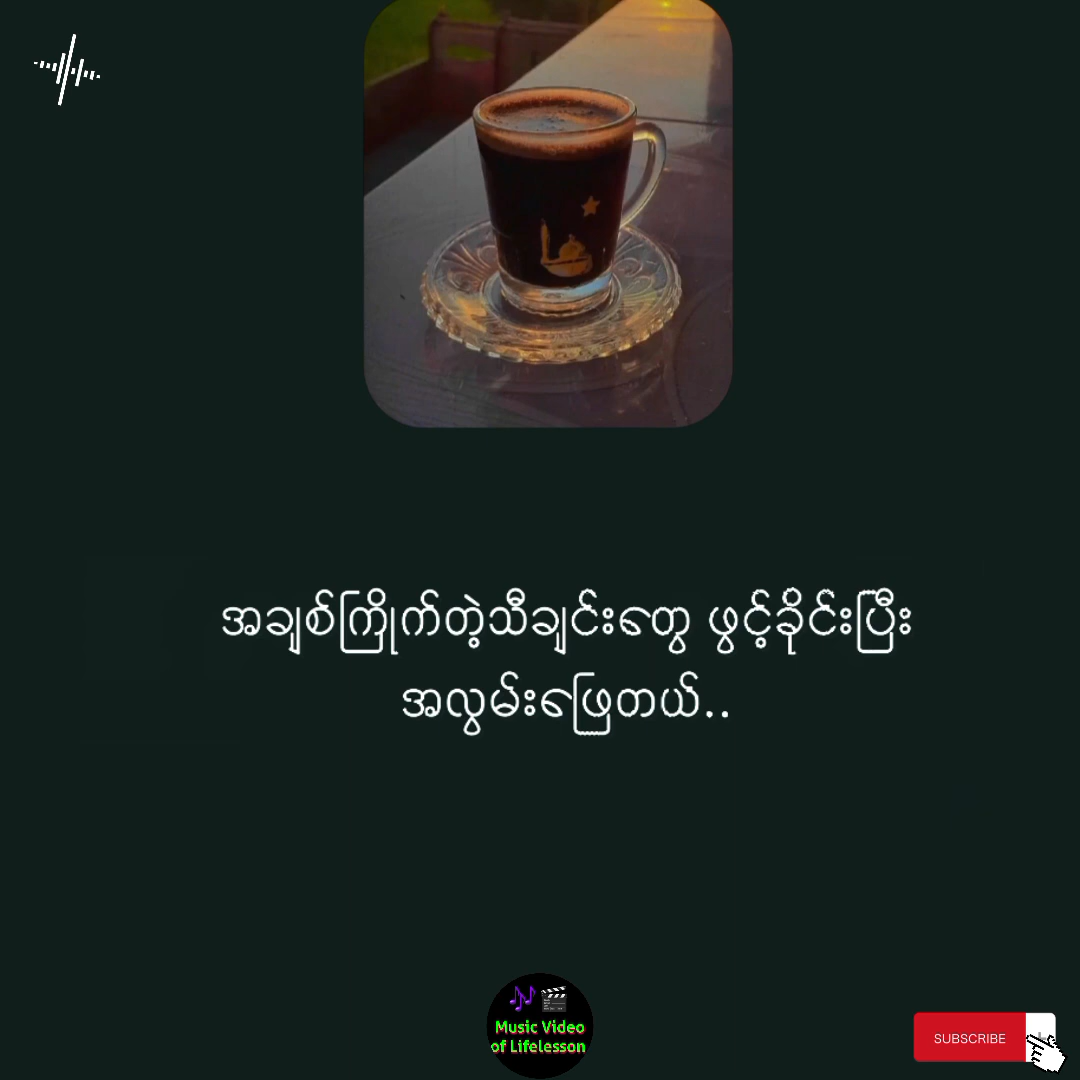 အချစ်ကြိုက်တဲ့သီချင်းတွေ ဖွင့်ခိုင်းပြီး
အလွမ်းဖြေတယ်..
Music Video
of Lifelesson
SUBSCRIBE